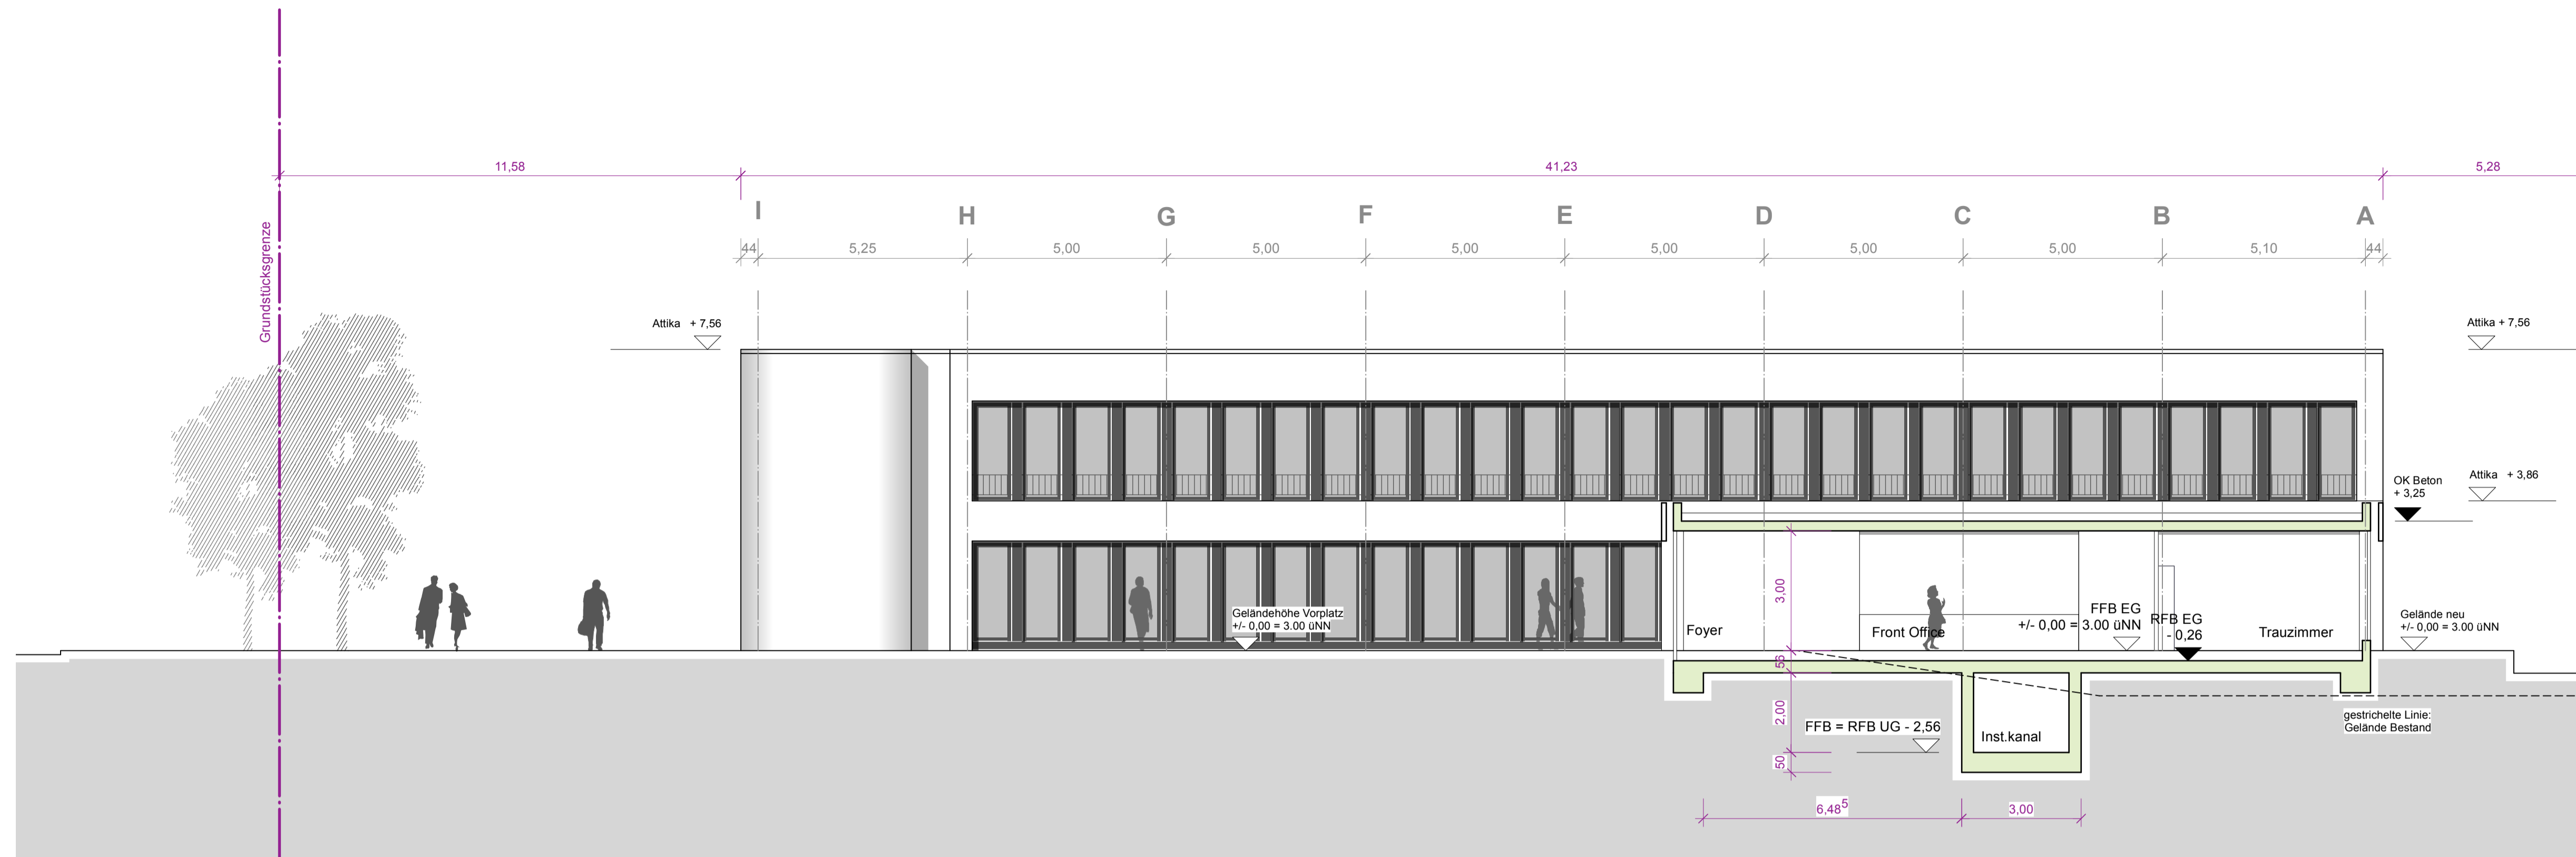 11,58
41,23
5,28
I
H
G
F
E
D
C
B
A
44
5,25
5,00
5,00
5,00
5,00
5,00
5,00
5,10
44
Grundstücksgrenze
Attika + 7,56
Attika + 7,56
Attika + 3,86
OK Beton
+ 3,25
3,00
Geländehöhe Vorplatz
+/- 0,00 = 3.00 üNN
Foyer
Front Office
FFB EG
+/- 0,00 = 3.00 üNN
RFB EG
- 0,26
Trauzimmer
Gelände neu
+/- 0,00 = 3.00 üNN
56
2,00
50
FFB = RFB UG - 2,56
Inst.kanal
gestrichelte Linie:
Gelände Bestand
6,48⁵
3,00